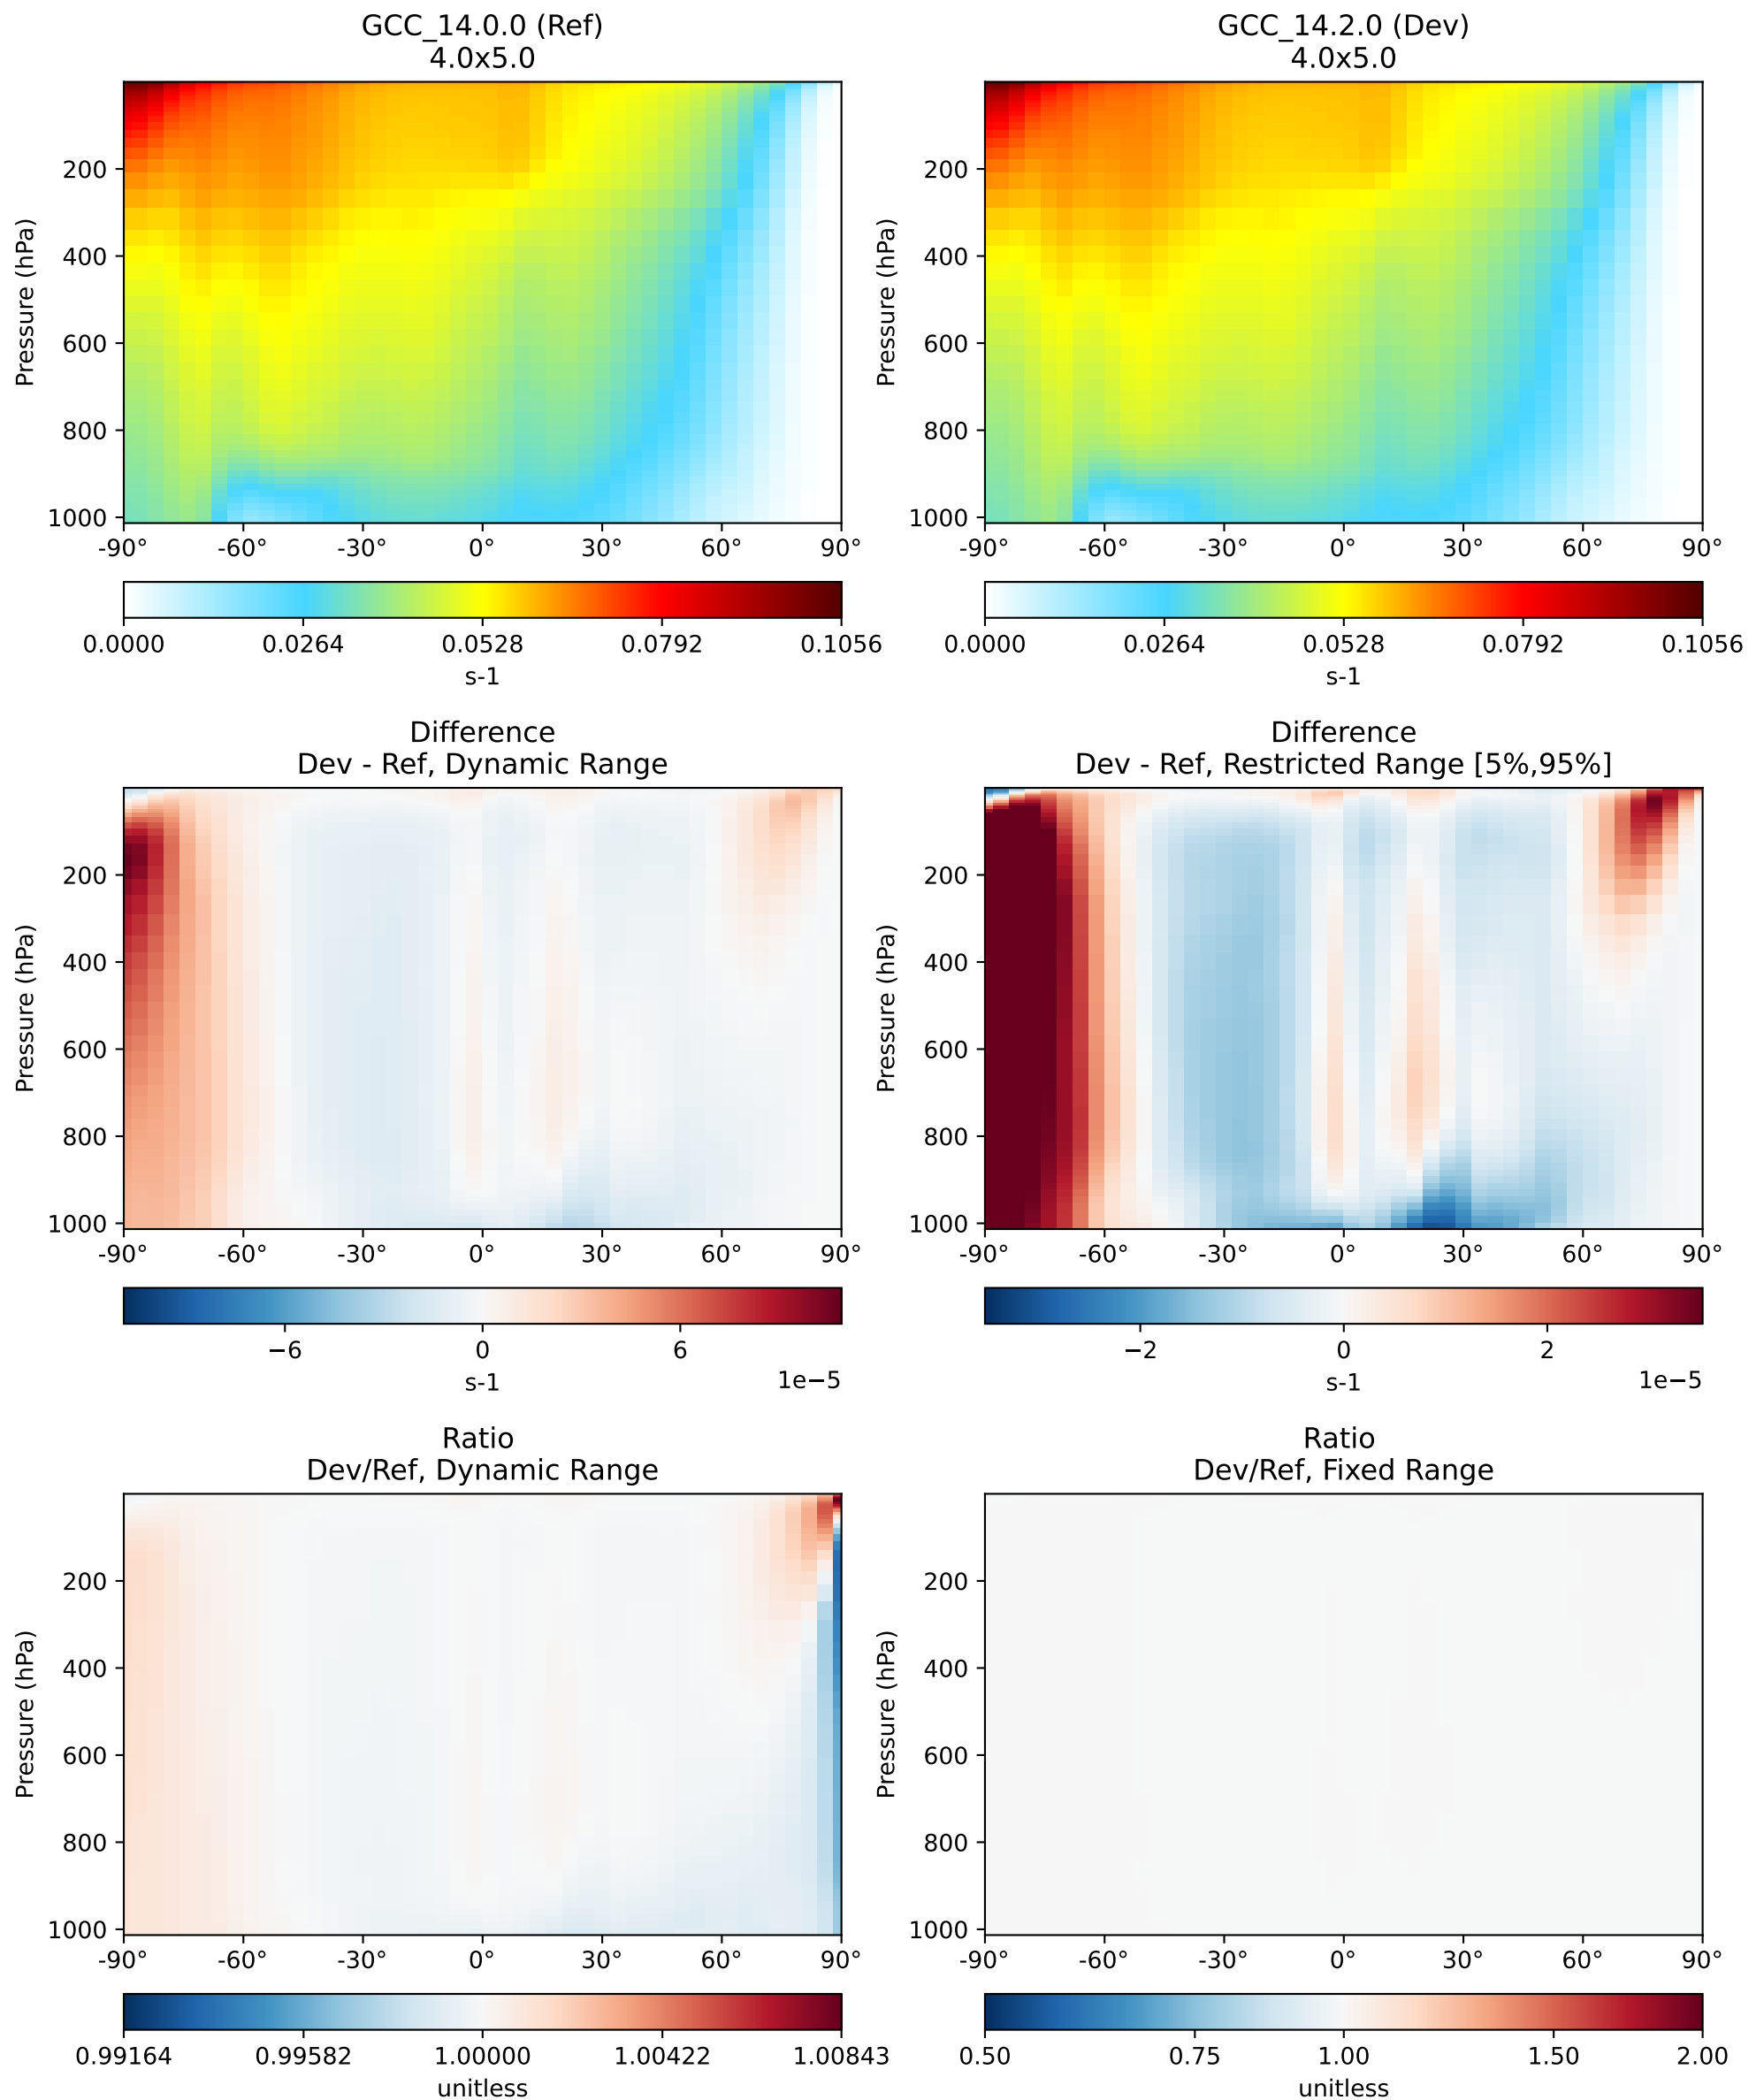 GCC_14.0.0 (Ref)
4.0x5.0
Pressure (hPa)
200
400
600
800
1000
-90° -60° -30° 0° 30° 60° 90°
0.0000 0.0264 0.0528 0.0792 0.1056
s-1
GCC_14.2.0 (Dev)
4.0x5.0
Pressure (hPa)
200
400
600
800
1000
-90° -60° -30° 0° 30° 60° 90°
0.0000 0.0264 0.0528 0.0792 0.1056
s-1
Difference
Dev - Ref, Dynamic Range
Pressure (hPa)
200
400
600
800
1000
-90° -60° -30° 0° 30° 60° 90°
−6 0 6
s-1 1e−5
Difference
Dev - Ref, Restricted Range [5%,95%]
Pressure (hPa)
200
400
600
800
1000
-90° -60° -30° 0° 30° 60° 90°
−2 0 2
s-1 1e−5
Ratio
Dev/Ref, Dynamic Range
Pressure (hPa)
200
400
600
800
1000
-90° -60° -30° 0° 30° 60° 90°
0.99164 0.99582 1.00000 1.00422 1.00843
unitless
Ratio
Dev/Ref, Fixed Range
Pressure (hPa)
200
400
600
800
1000
-90° -60° -30° 0° 30° 60° 90°
0.50 0.75 1.00 1.50 2.00
unitless